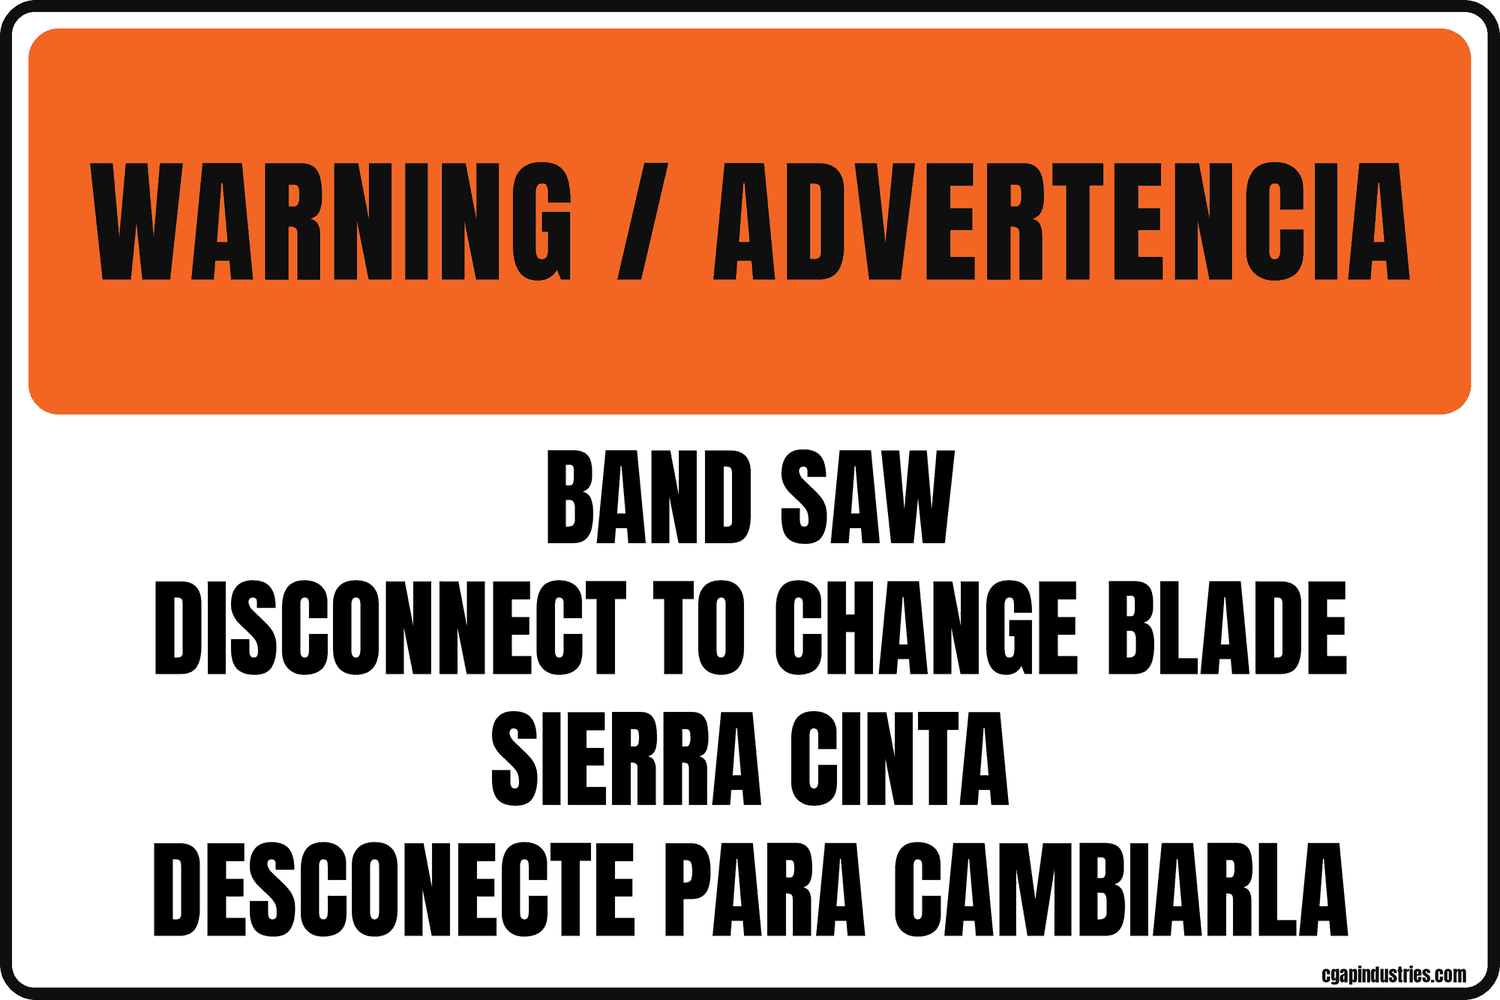 WARNING / ADVERTENCIA
BAND SAW
DISCONNECT TO CHANGE BLADE
SIERRA CINTA
DESCONECTE PARA CAMBIARLA
cgapindustries.com